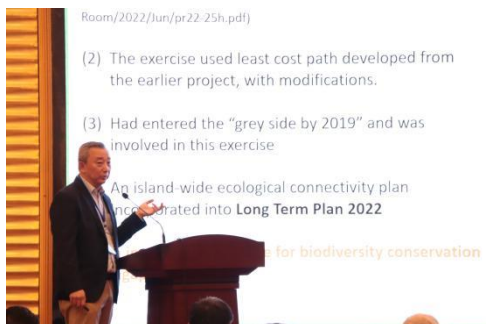 Room/2022/Jun/pr22-25h.pdf)
(2) The exercise used least cost path developed from
the earlier project, with modifications.
(3) Had entered the “grey side by 2019” and was
involved in this exercise
An island-wide ecological connectivity plan
into Long Term Plan 2022
for biodiversity conservation